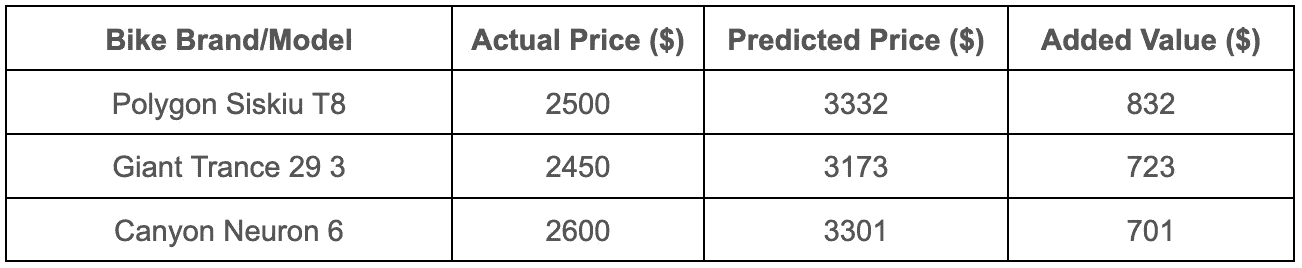 Bike Brand/Model Actual Price ($) Predicted Price ($) Added Value ($)
Polygon Siskiu T8 2500 3332 832
Giant Trance 29 3 2450 3173 723
Canyon Neuron 6 2600 3301 701